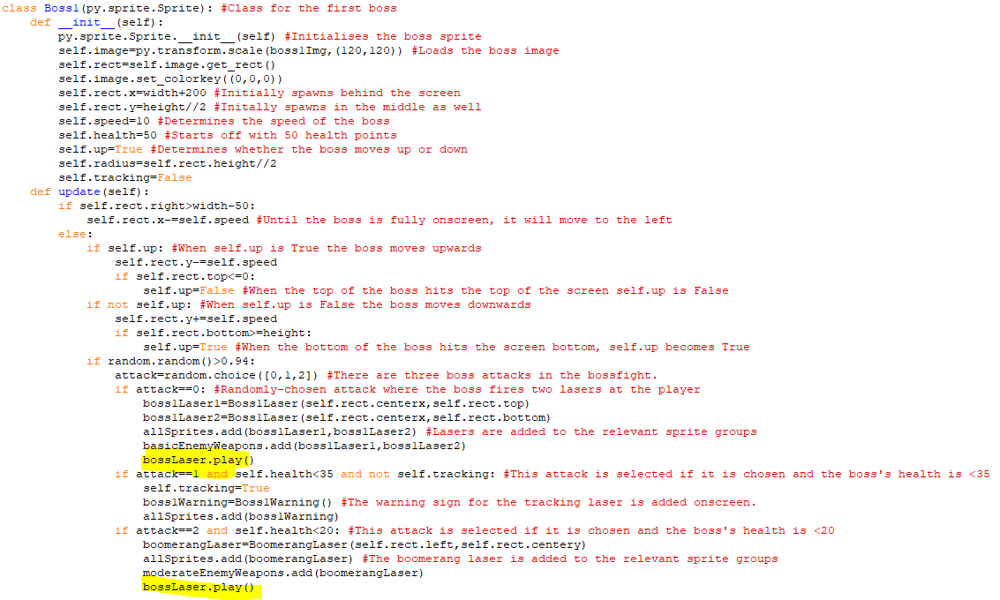 class Boss1(py.sprite.Sprite): #Class for the first boss
    def __init__(self):
        py.sprite.Sprite.__init__(self) #Initialises the boss sprite
        self.image=py.transform.scale(boss1Img,(120,120)) #Loads the boss image
        self.rect=self.image.get_rect()
        self.image.set_colorkey((0,0,0))
        self.rect.x=width+200 #Initially spawns behind the screen
        self.rect.y=height//2 #Initally spawns in the middle as well
        self.speed=10 #Determines the speed of the boss
        self.health=50 #Starts off with 50 health points
        self.up=True #Determines whether the boss moves up or down
        self.radius=self.rect.height//2
        self.tracking=False
    def update(self):
        if self.rect.right>width-50:
            self.rect.x-=self.speed #Until the boss is fully onscreen, it will move to the left
        else:
            if self.up: #When self.up is True the boss moves upwards
                self.rect.y-=self.speed
                if self.rect.top<=0:
                    self.up=False #When the top of the boss hits the top of the screen self.up is False
            if not self.up: #When self.up is False the boss moves downwards
                self.rect.y+=self.speed
                if self.rect.bottom>=height:
                    self.up=True #When the bottom of the boss hits the screen bottom, self.up becomes True
            if random.random()>0.94:
                attack=random.choice([0,1,2]) #There are three boss attacks in the bossfight.
                if attack==0: #Randomly-chosen attack where the boss fires two lasers at the player
                    boss1Laser1=Boss1Laser(self.rect.centerx,self.rect.top)
                    boss1Laser2=Boss1Laser(self.rect.centerx,self.rect.bottom)
                    allSprites.add(boss1Laser1,boss1Laser2) #Lasers are added to the relevant sprite groups
                    basicEnemyWeapons.add(boss1Laser1,boss1Laser2)
                    bossLaser.play()
                if attack==1 and self.health<35 and not self.tracking: #This attack is selected if it is chosen and the boss's health is <35
                    self.tracking=True
                    boss1Warning=Boss1Warning() #The warning sign for the tracking laser is added onscreen.
                    allSprites.add(boss1Warning)
                if attack==2 and self.health<20: #This attack is selected if it is chosen and the boss's health is <20
                    boomerangLaser=BoomerangLaser(self.rect.left,self.rect.centery)
                    allSprites.add(boomerangLaser) #The boomerang laser is added to the relevant sprite groups
                    moderateEnemyWeapons.add(boomerangLaser)
                    bossLaser.play()